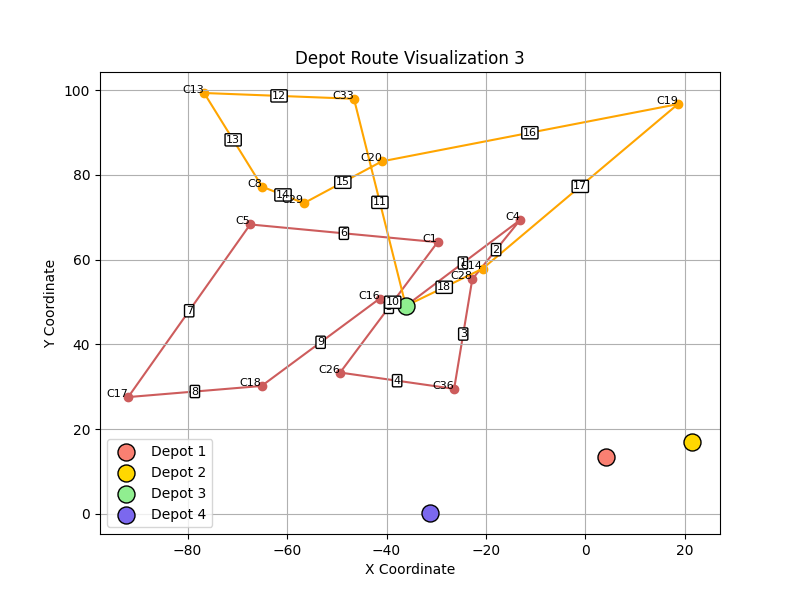 Depot Route Visualization 3
100
80
60
40
20
0
Y Coordinate
−80
−60
−40
−20
0
20
X Coordinate
C13
12
C33
C19
13
16
C20
C8
14
C29
15
17
11
C5
6
C1
C4
2
1
C14
C28
18
C16
10
7
9
3
C26
4
C36
C17
8
C18
Depot 1
Depot 2
Depot 3
Depot 4